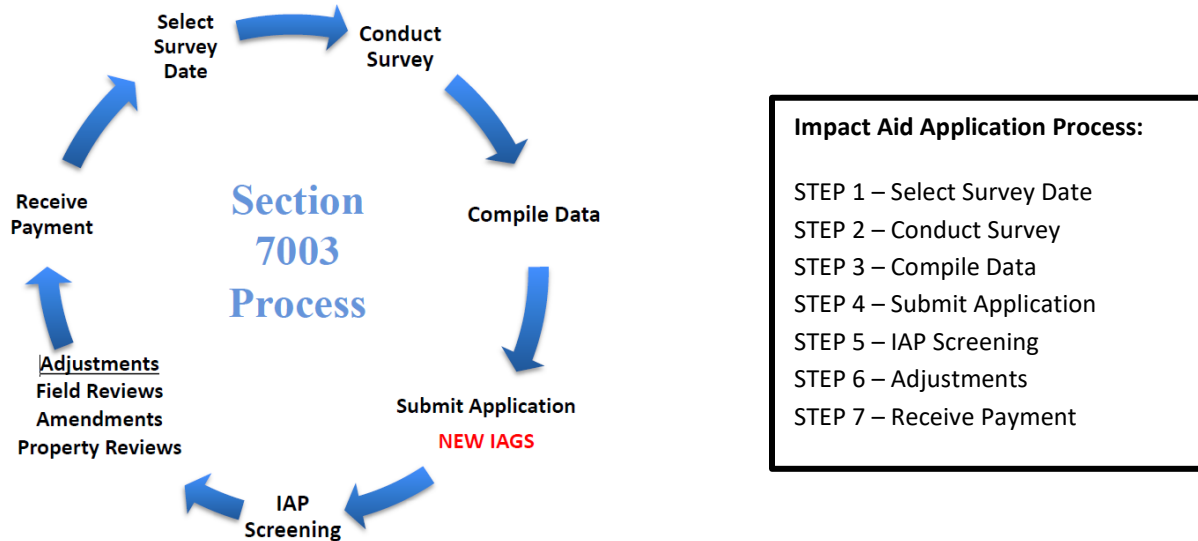 Select
Survey
Date
Conduct
Survey
Compile Data
Submit Application
NEW IAGS
IAP
Screening
Adjustments
Field Reviews
Amendments
Property Reviews
Receive
Payment
Section
7003
Process
Impact Aid Application Process:
STEP 1 – Select Survey Date
STEP 2 – Conduct Survey
STEP 3 – Compile Data
STEP 4 – Submit Application
STEP 5 – IAP Screening
STEP 6 – Adjustments
STEP 7 – Receive Payment